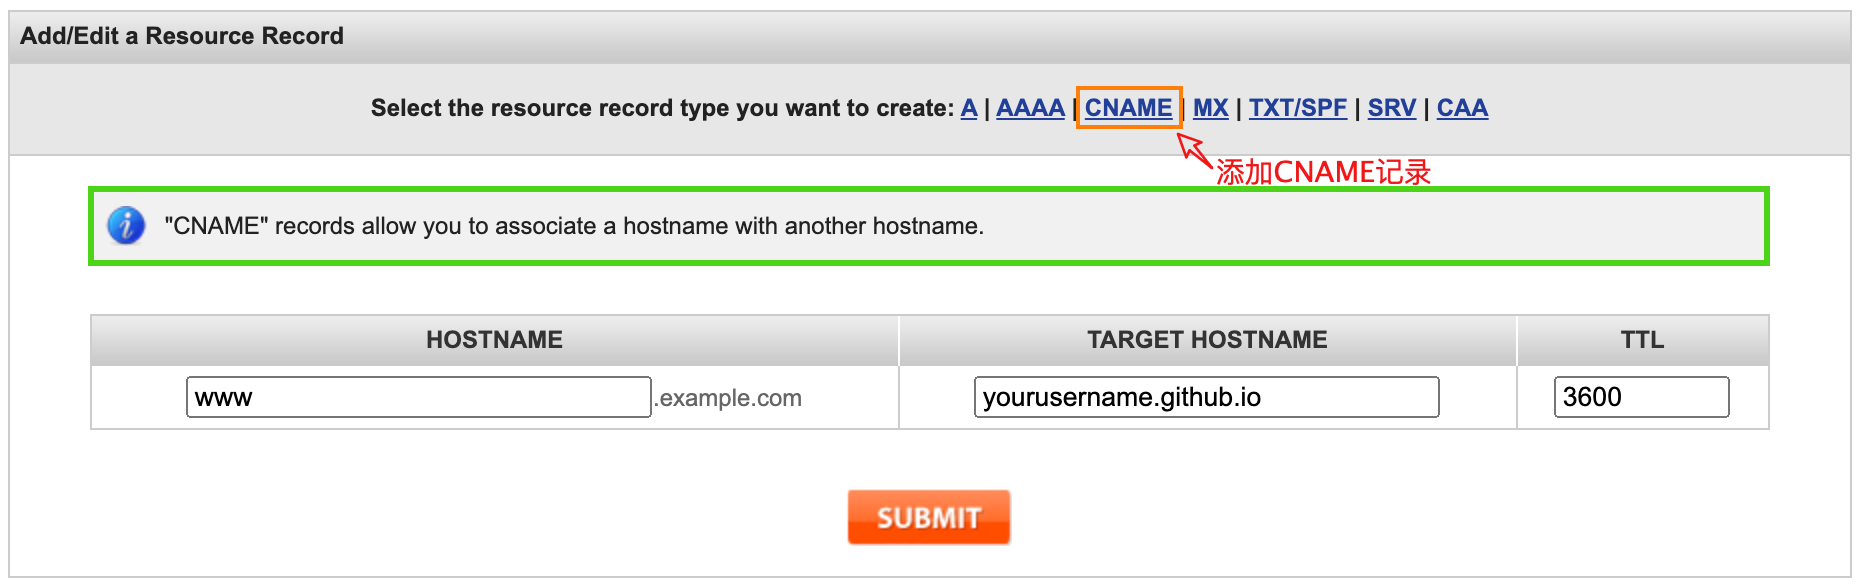 Add/Edit a Resource Record
Select the resource record type you want to create: A | AAAA | CNAME | MX | TXT/SPF | SRV | CAA
添加CNAME记录
"CNAME" records allow you to associate a hostname with another hostname.
HOSTNAME TARGET HOSTNAME TTL
www .example.com yourusername.github.io 3600
SUBMIT